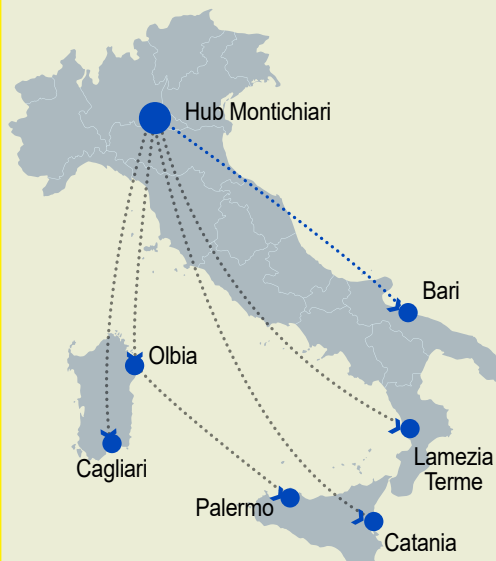 Hub Montichiari
Bari
Olbia
Lamezia
Terme
Cagliari
Palermo
Catania